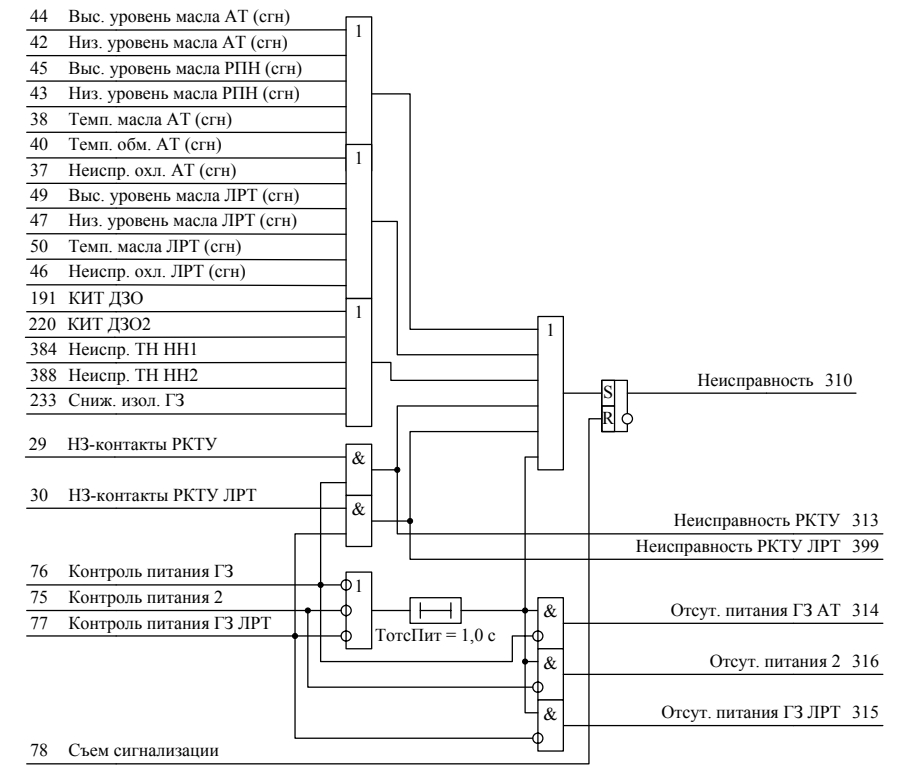 44 Выс. уровень масла АТ (сгн)
42 Низ. уровень масла АТ (сгн)
45 Выс. уровень масла РПН (сгн)
43 Низ. уровень масла РПН (сгн)
38 Темп. масла АТ (сгн)
40 Темп. обм. АТ (сгн)
37 Неиспр. охл. АТ (сгн)
49 Выс. уровень масла ЛРТ (сгн)
47 Низ. уровень масла ЛРТ (сгн)
50 Темп. масла ЛРТ (сгн)
46 Неиспр. охл. ЛРТ (сгн)
191 КИТ ДЗО
220 КИТ ДЗО2
384 Неиспр. ТН НН1
388 Неиспр. ТН НН2
233 Сниж. изол. ГЗ
29 НЗ-контакты РКТУ
30 НЗ-контакты РКТУ ЛРТ
76 Контроль питания ГЗ
75 Контроль питания 2
77 Контроль питания ГЗ ЛРТ
78 Съем сигнализации
1
1
1
&
&
1
ТотсПит = 1,0 с
1
&
&
&
S
R
Неисправность 310
Неисправность РКТУ 313
Неисправность РКТУ ЛРТ 399
Отсут. питания ГЗ АТ 314
Отсут. питания 2 316
Отсут. питания ГЗ ЛРТ 315